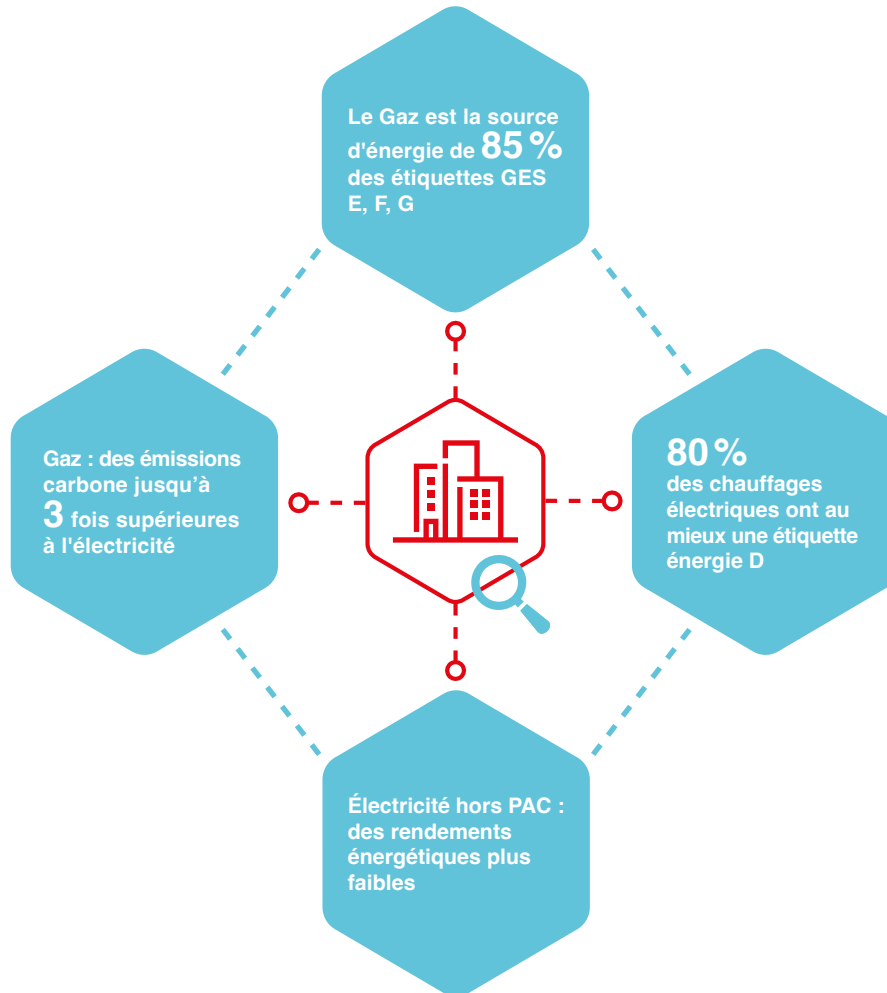 Le Gaz est la source
d'énergie de 85 %
des étiquettes GES
E, F, G
Gaz : des émissions
carbone jusqu’à
3 fois supérieures
à l'électricité
80 %
des chauffages
électriques ont au
mieux une étiquette
énergie D
Électricité hors PAC :
des rendements
énergétiques plus
faibles